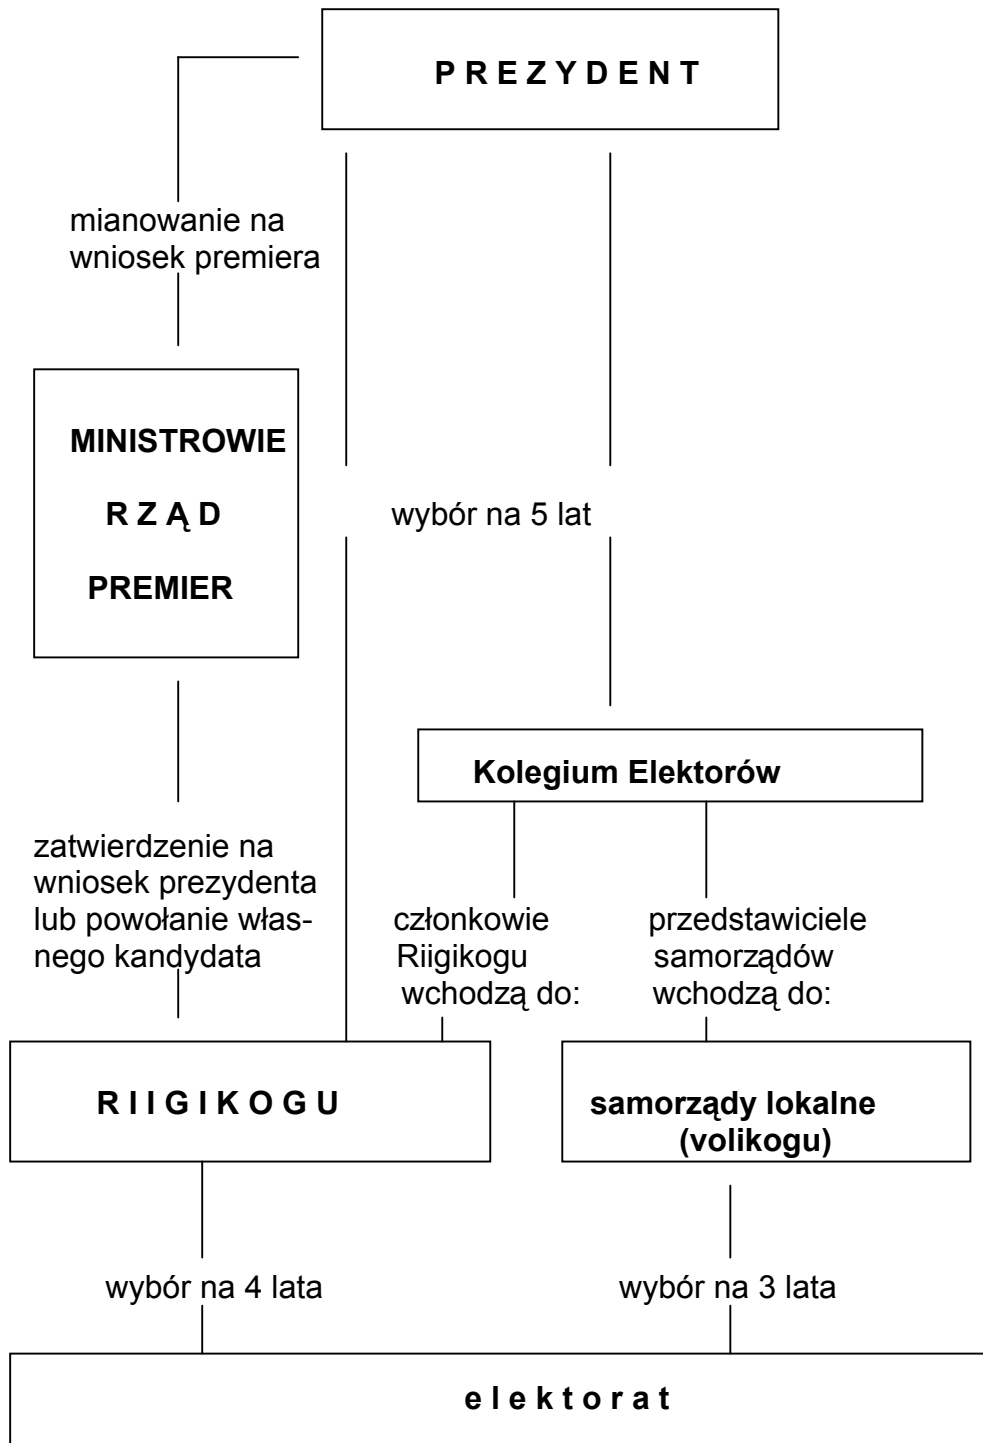 P R E Z Y D E N T
mianowanie na
wniosek premiera
MINISTROWIE
R Z Ą D
PREMIER
wybór na 5 lat
Kolegium Elektorów
zatwierdzenie na
wniosek prezydenta
lub powołanie włas-
nego kandydata
członkowie
Riigikogu
wchodzą do:
przedstawiciele
samorządów
wchodzą do:
R I I G I K O G U
samorządy lokalne
(volikogu)
wybór na 4 lata
wybór na 3 lata
e l e k t o r a t